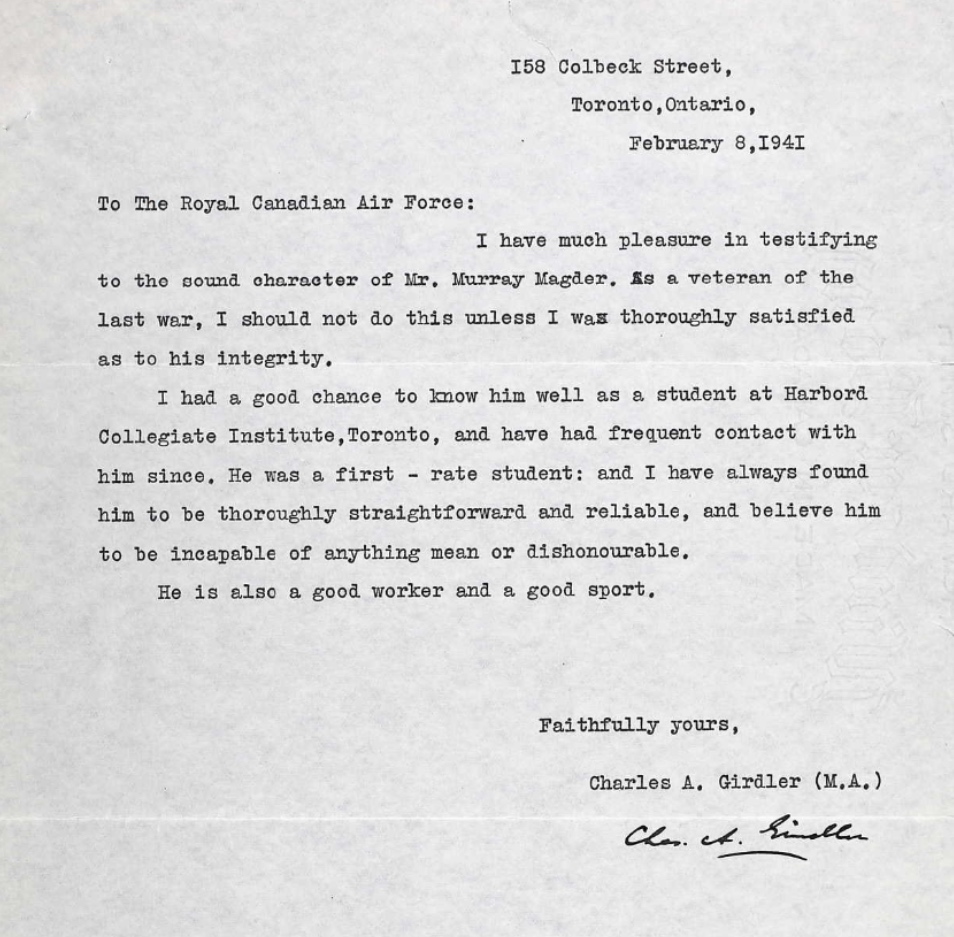 I58 Colbeck Street,
Toronto,Ontario,
February 8,I94I
To The Royal Canadian Air Force:
I have much pleasure in testifying
to the sound character of Mr. Murray Magder. As a veteran of the
last war, I should not do this unless I was thoroughly satisfied
as to his integrity.
I had a good chance to know him well as a student at Harbord
Collegiate Institute,Toronto, and have had frequent contact with
him since. He was a first - rate student: and I have always found
him to be thoroughly straightforward and reliable, and believe him
to be incapable of anything mean or dishonourable.
He is also a good worker and a good sport.
Faithfully yours,
Charles A. Girdler (M.A.)
Chas. A. Girdler